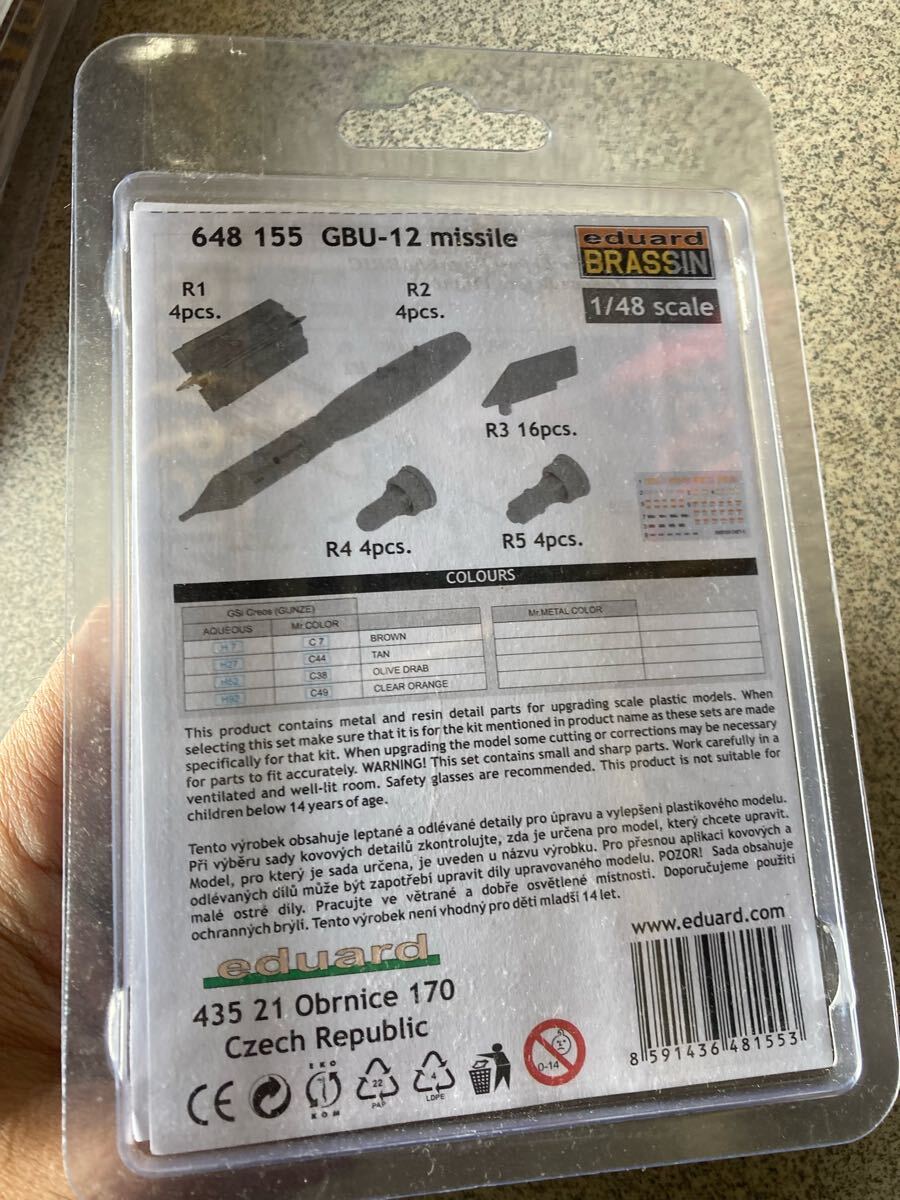 648 155 GBU-12 missile
eduard
BRASSIN
1/48 scale
R1
4pcs.
R2
4pcs.
R3 16pcs.
R4 4pcs.
R5 4pcs.
COLOURS
GSi Creos (GUNZE)
AQUEOUS Mr.COLOR
Mr.METAL COLOR
H 7 C 7 BROWN
H27 C44 TAN
H52 C38 OLIVE DRAB
H92 C49 CLEAR ORANGE
This product contains metal and resin detail parts for upgrading scale plastic models. When
selecting this set make sure that it is for the kit mentioned in product name as these sets are made
specifically for that kit. When upgrading the model some cutting or corrections may be necessary
for parts to fit accurately. WARNING! This set contains small and sharp parts. Work carefully in a
ventilated and well-lit room. Safety glasses are recommended. This product is not suitable for
children below 14 years of age.
Tento výrobek obsahuje leptané a odlévané detaily pro úpravu a vylepšení plastikového modelu.
Při výběru sady kovových detailů zkontrolujte, zda je určena pro model, který chcete upravit.
Model, pro který je sada určena, je uveden u názvu výrobku. Pro přesnou aplikaci kovových a
odlévaných dílů může být zapotřebí upravit díly upravovaného modelu. POZOR! Sada obsahuje
malé ostré díly. Pracujte ve větrané a dobře osvětlené místnosti. Doporučujeme použití
ochranných brýlí. Tento výrobek není vhodný pro děti mladší 14 let.
eduard
435 21 Obrnice 170
Czech Republic
www.eduard.com
8 591436 481553
CE
EKO
KOM
22
PAP
4
LDPE
0-14